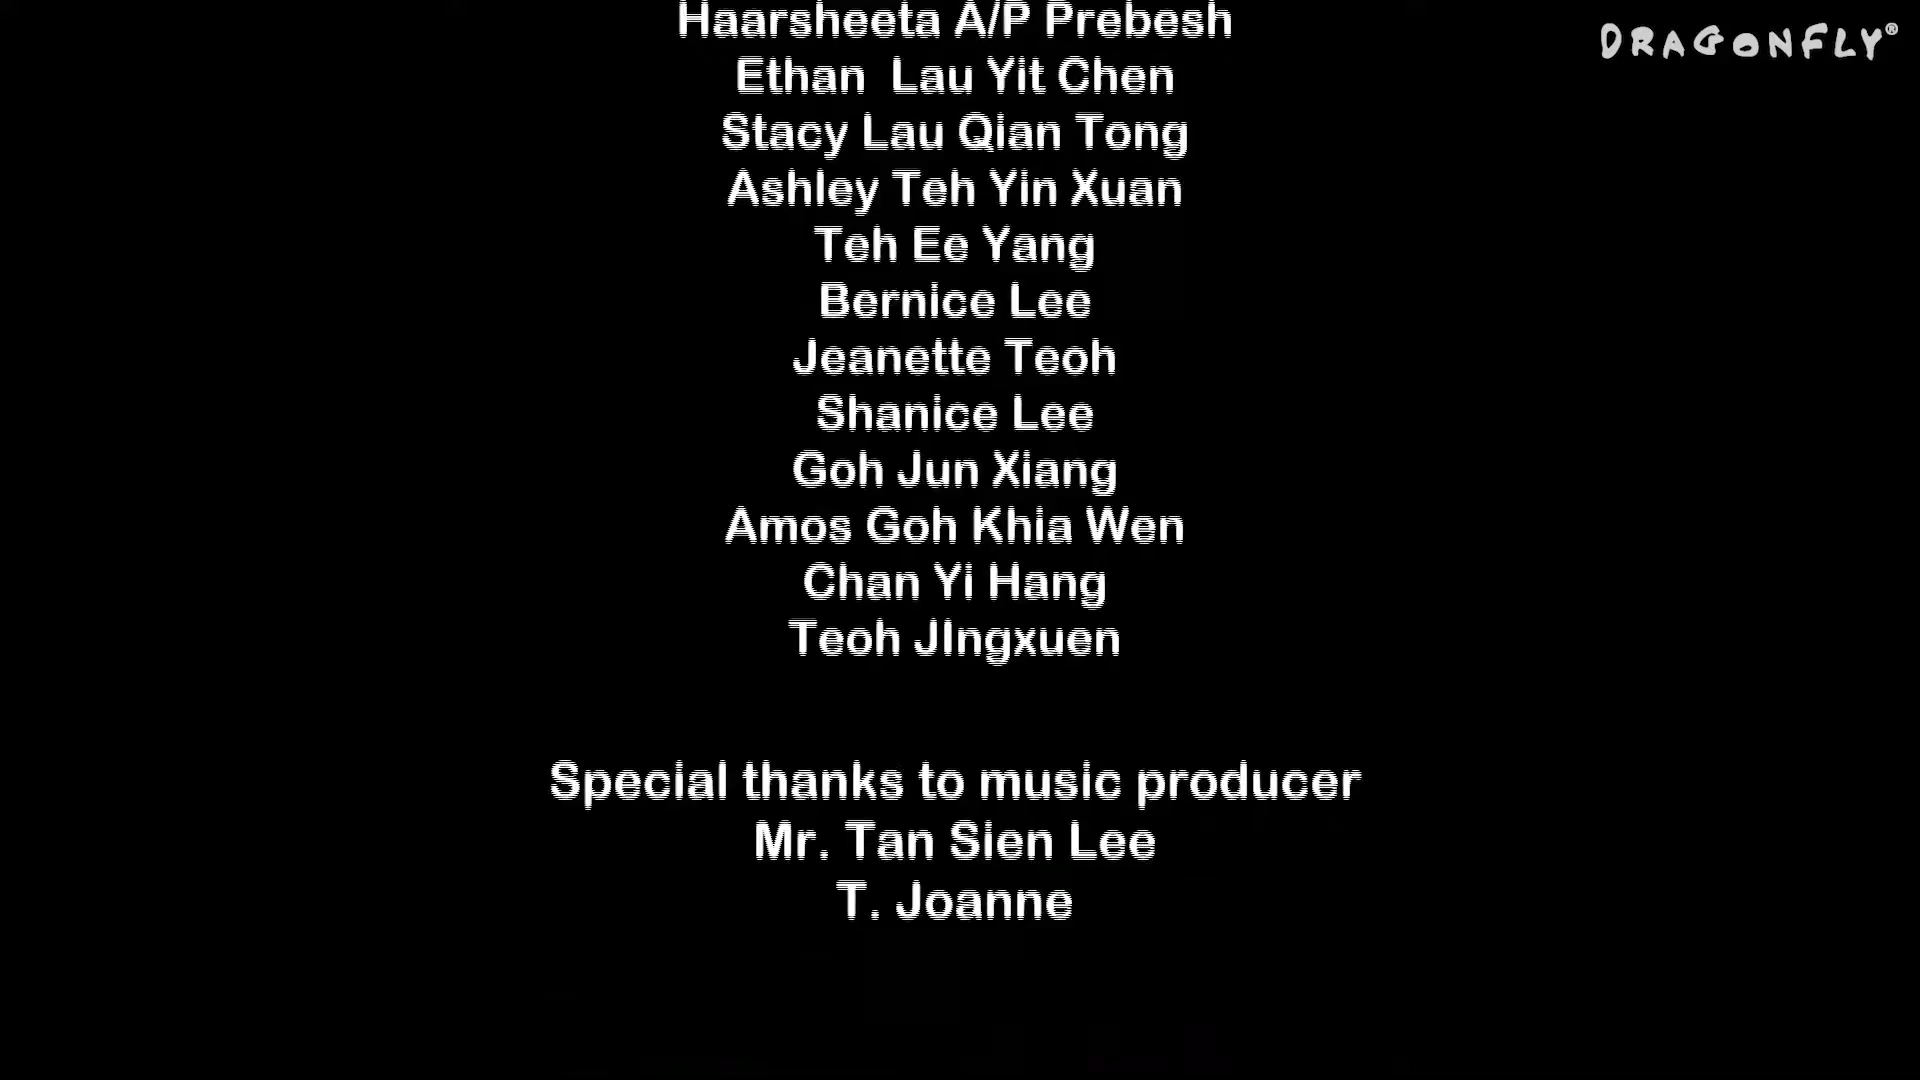 Haarsheeta A/P Prebesh
DRAGONFLY®
Ethan  Lau Yit Chen
Stacy Lau Qian Tong
Ashley Teh Yin Xuan
Teh Ee Yang
Bernice Lee
Jeanette Teoh
Shanice Lee
Goh Jun Xiang
Amos Goh Khia Wen
Chan Yi Hang
Teoh JIngxuen
Special thanks to music producer
Mr. Tan Sien Lee
T. Joanne